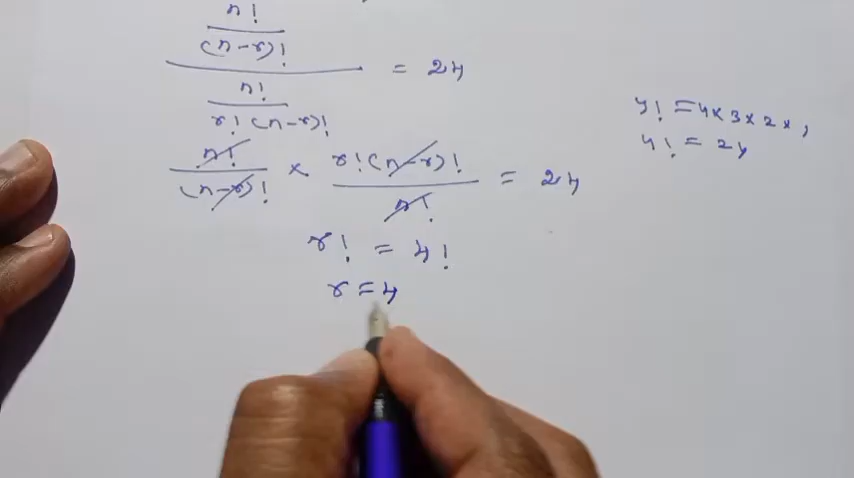 n!
(n-r)!
= 24
n!
r!(n-r)!
n! / (n-r)! × r!(n-r)! / n! = 24
r! = 4!
r = 4
4! = 4×3×2×1
4! = 24